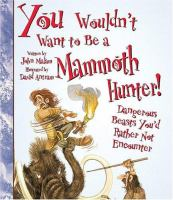 You Wouldn't
Want to Be a
Written by
John Malam
Illustrated by
David Antram
Mammoth
Hunter!
Dangerous
Beasts You'd
Rather Not
Encounter